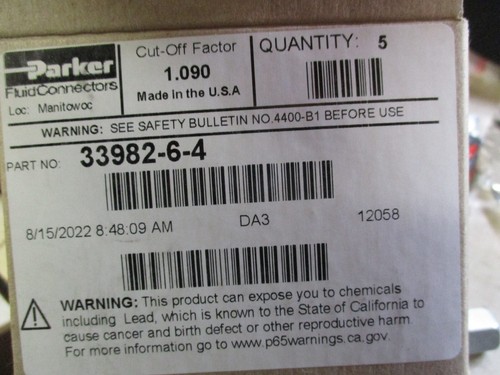 Parker
FluidConnectors
Loc: Manitowoc
Cut-Off Factor
1.090
Made In the U.S.A
QUANTITY: 5
WARNING: SEE SAFETY BULLETIN NO.4400-B1 BEFORE USE
PART NO: 33982-6-4
8/15/2022 8:48:09 AM DA3 12058
WARNING: This product can expose you to chemicals
including Lead, which is known to the State of California to
cause cancer and birth defect or other reproductive harm
For more information go to www.p65warnings.ca.gov.